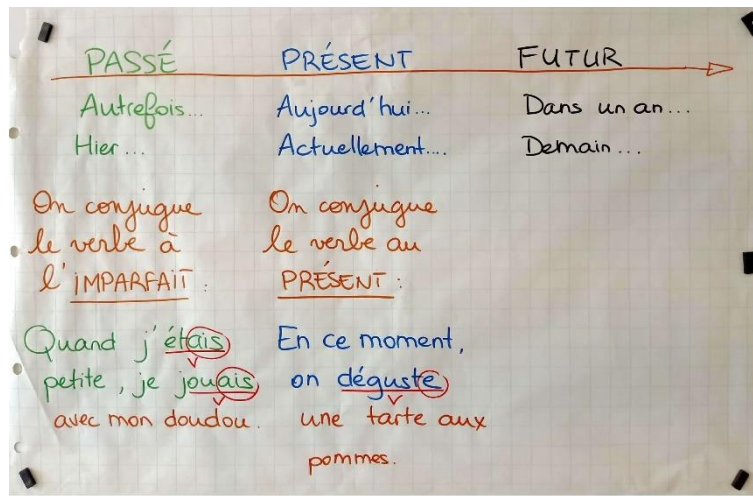 PASSÉ PRÉSENT FUTUR
Autrefois... Aujourd'hui... Dans un an...
Hier... Actuellement.... Demain...
On conjugue
le verbe à
l'IMPARFAIT :
On conjugue
le verbe au
PRÉSENT :
Quand j'étais
petite, je jouais
avec mon doudou.
En ce moment,
on déguste
une tarte aux
pommes.